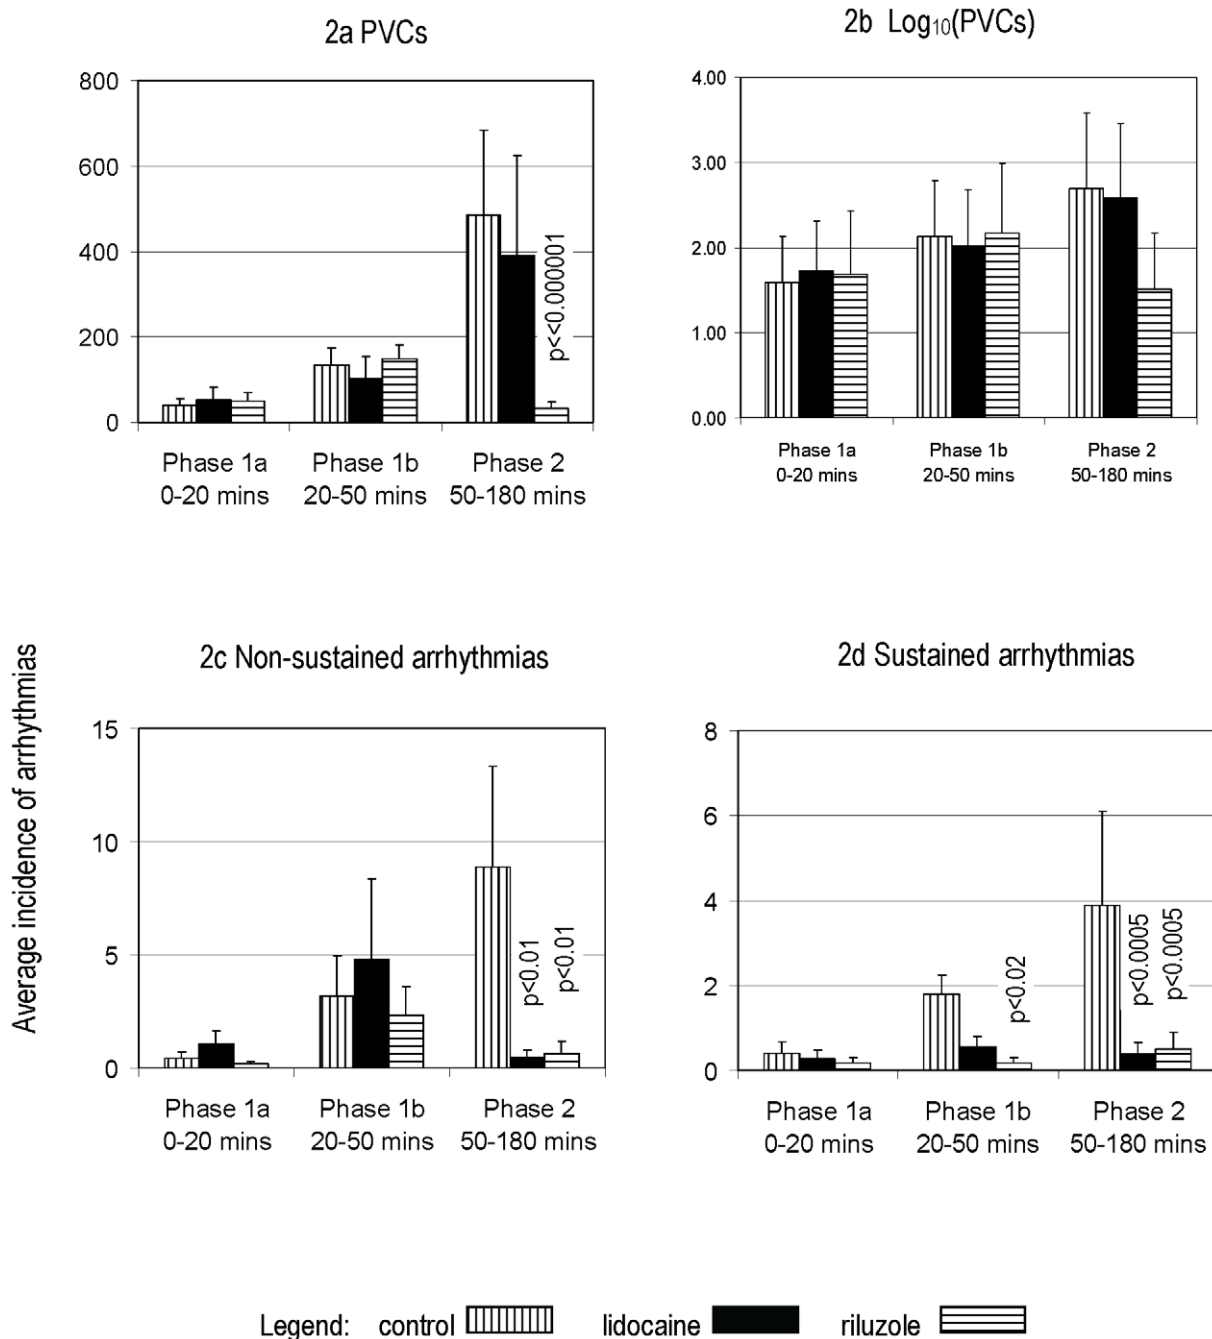 2a PVCs
800
600
400
200
0
p<<0.000001
Phase 1a Phase 1b Phase 2
0-20 mins 20-50 mins 50-180 mins
2b Log10(PVCs)
4.00
3.00
2.00
1.00
0.00
Phase 1a Phase 1b Phase 2
0-20 mins 20-50 mins 50-180 mins
Average incidence of arrhythmias
2c Non-sustained arrhythmias
15
10
5
0
p<0.01
p<0.01
Phase 1a Phase 1b Phase 2
0-20 mins 20-50 mins 50-180 mins
2d Sustained arrhythmias
8
6
4
2
0
p<0.02
p<0.0005
p<0.0005
Phase 1a Phase 1b Phase 2
0-20 mins 20-50 mins 50-180 mins
Legend: control lidocaine riluzole